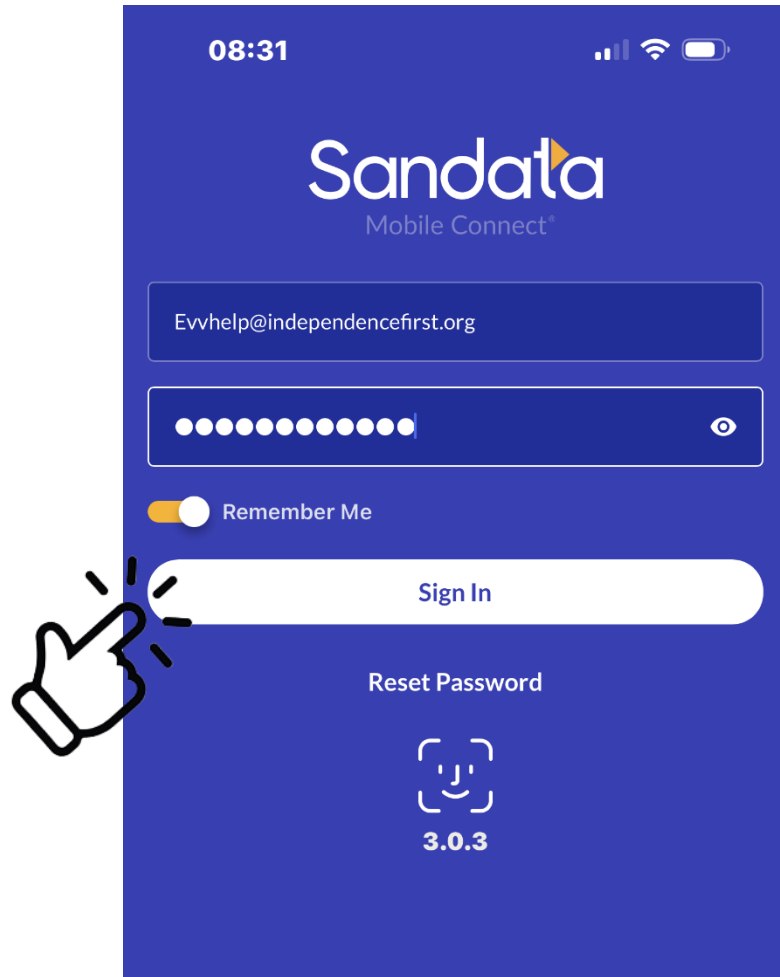 08:31
Sandata
Mobile Connect®
Evvhelp@independencefirst.org
Remember Me
Sign In
Reset Password
3.0.3